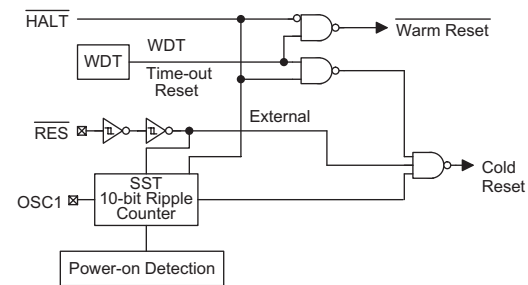 HALT
WDT
WDT
Time-out
Reset
Warm Reset
RES
External
OSC1
SST
10-bit Ripple
Counter
Cold
Reset
Power-on Detection